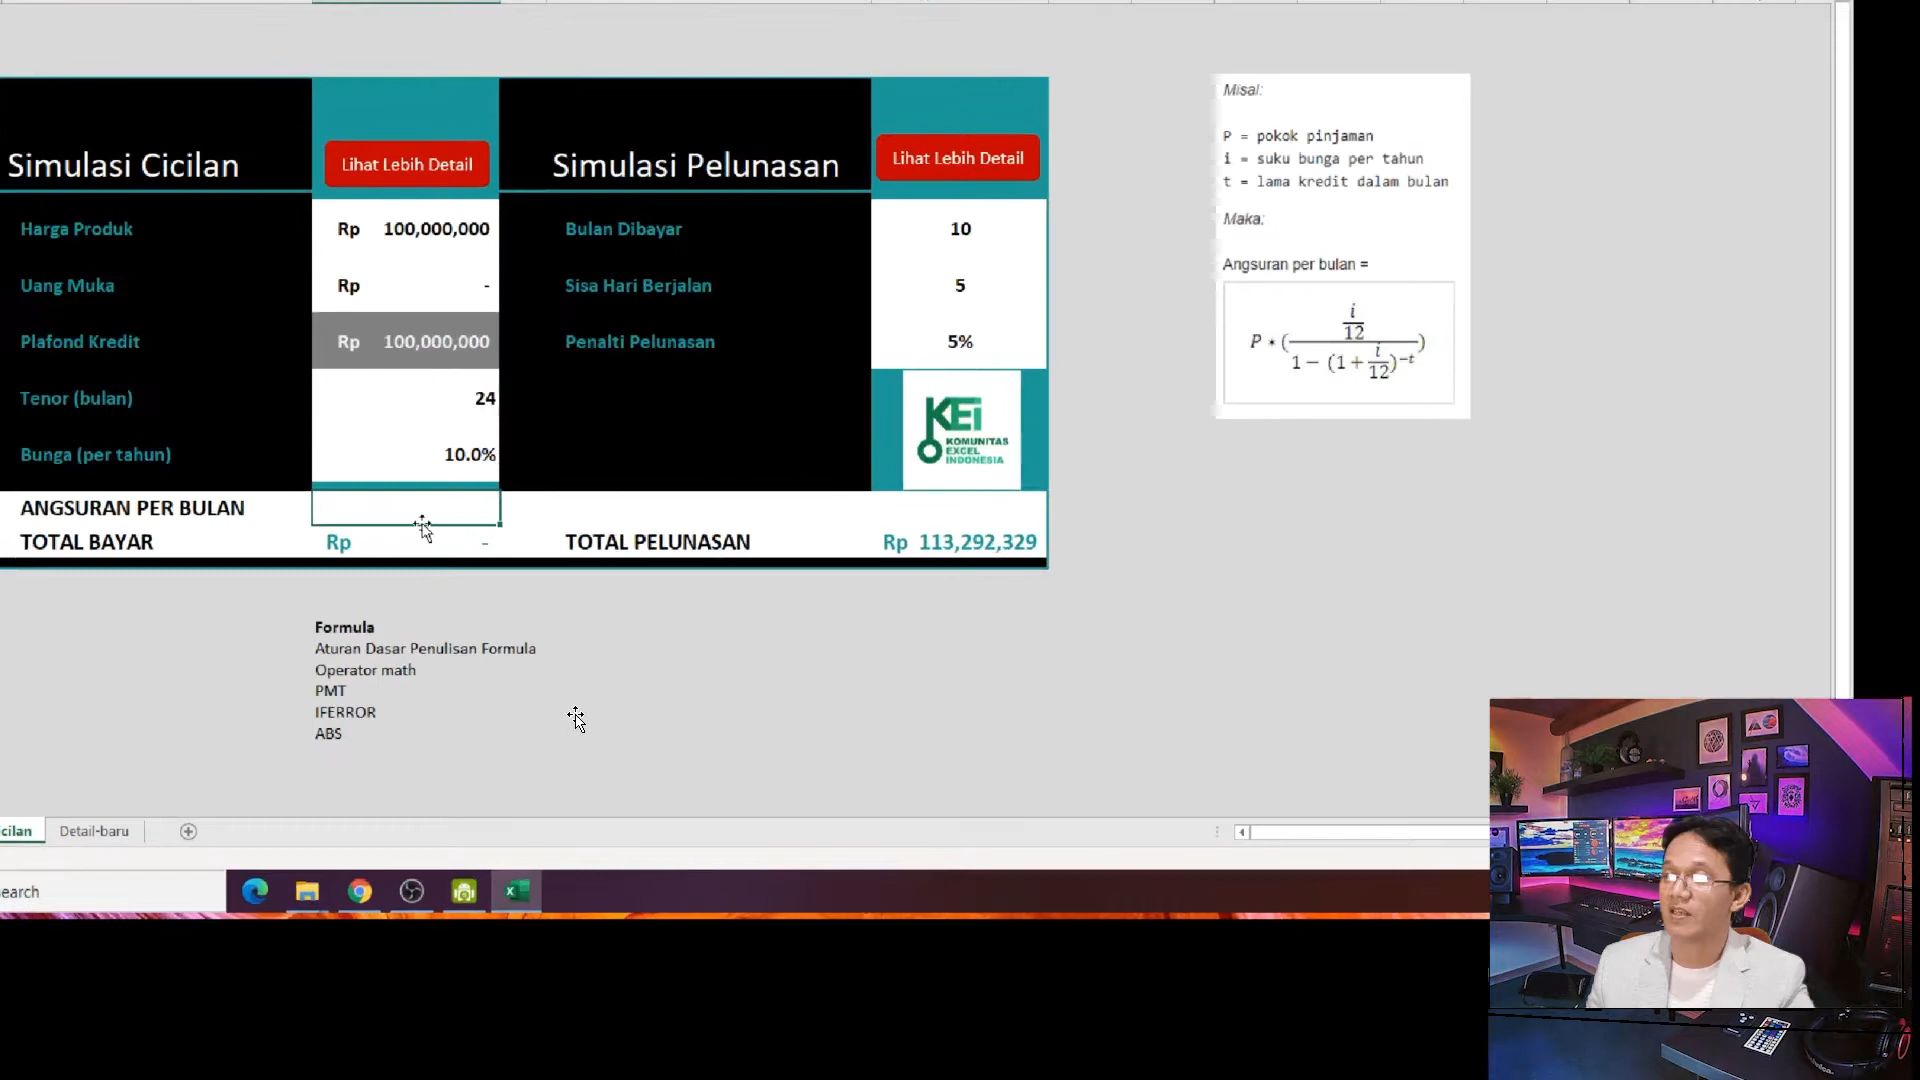 Simulasi Cicilan
Lihat Lebih Detail
Simulasi Pelunasan
Lihat Lebih Detail
Harga Produk
Rp 100,000,000
Bulan Dibayar
10
Uang Muka
Rp -
Sisa Hari Berjalan
5
Plafond Kredit
Rp 100,000,000
Penalti Pelunasan
5%
Tenor (bulan)
24
Bunga (per tahun)
10.0%
KEi
KOMUNITAS
EXCEL
INDONESIA
ANGSURAN PER BULAN
TOTAL BAYAR
Rp -
TOTAL PELUNASAN
Rp 113,292,329
Misal:
P = pokok pinjaman
i = suku bunga per tahun
t = lama kredit dalam bulan
Maka:
Angsuran per bulan =
P * ( (i/12) / (1 − (1 + i/12)^−t) )
Formula
Aturan Dasar Penulisan Formula
Operator math
PMT
IFERROR
ABS
cilan
Detail-baru
earch